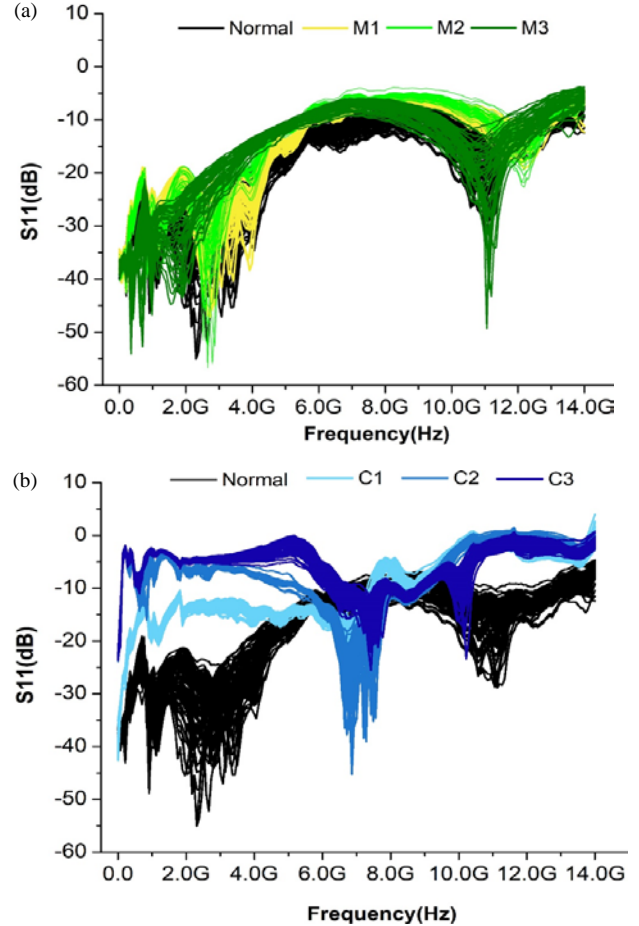 (a)
Normal M1 M2 M3
10
0
-10
-20
-30
-40
-50
-60
S11(dB)
0.0 2.0G 4.0G 6.0G 8.0G 10.0G 12.0G 14.0G
Frequency(Hz)
(b)
Normal C1 C2 C3
10
0
-10
-20
-30
-40
-50
-60
S11(dB)
0.0 2.0G 4.0G 6.0G 8.0G 10.0G 12.0G 14.0G
Frequency(Hz)